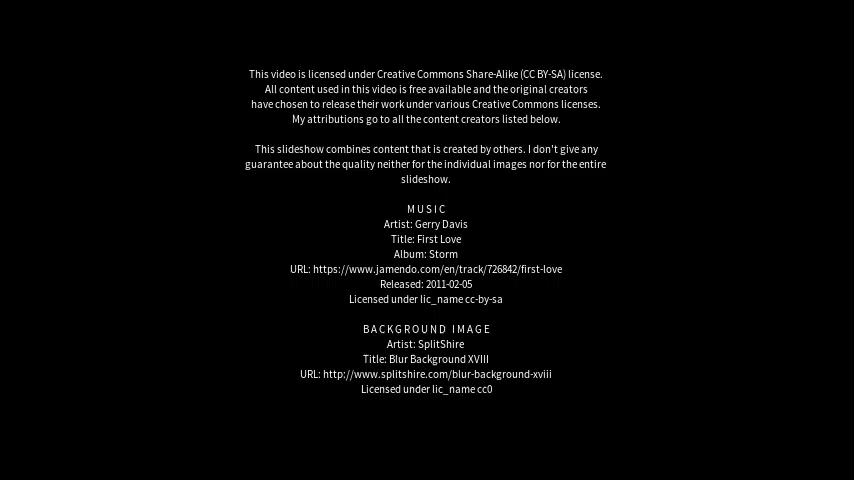 This video is licensed under Creative Commons Share-Alike (CC BY-SA) license.
All content used in this video is free available and the original creators
have chosen to release their work under various Creative Commons licenses.
My attributions go to all the content creators listed below.
This slideshow combines content that is created by others. I don't give any
guarantee about the quality neither for the individual images nor for the entire
slideshow.
MUSIC
Artist: Gerry Davis
Title: First Love
Album: Storm
URL: https://www.jamendo.com/en/track/726842/first-love
Released: 2011-02-05
Licensed under lic_name cc-by-sa
BACKGROUND IMAGE
Artist: SplitShire
Title: Blur Background XVIII
URL: http://www.splitshire.com/blur-background-xviii
Licensed under lic_name cc0